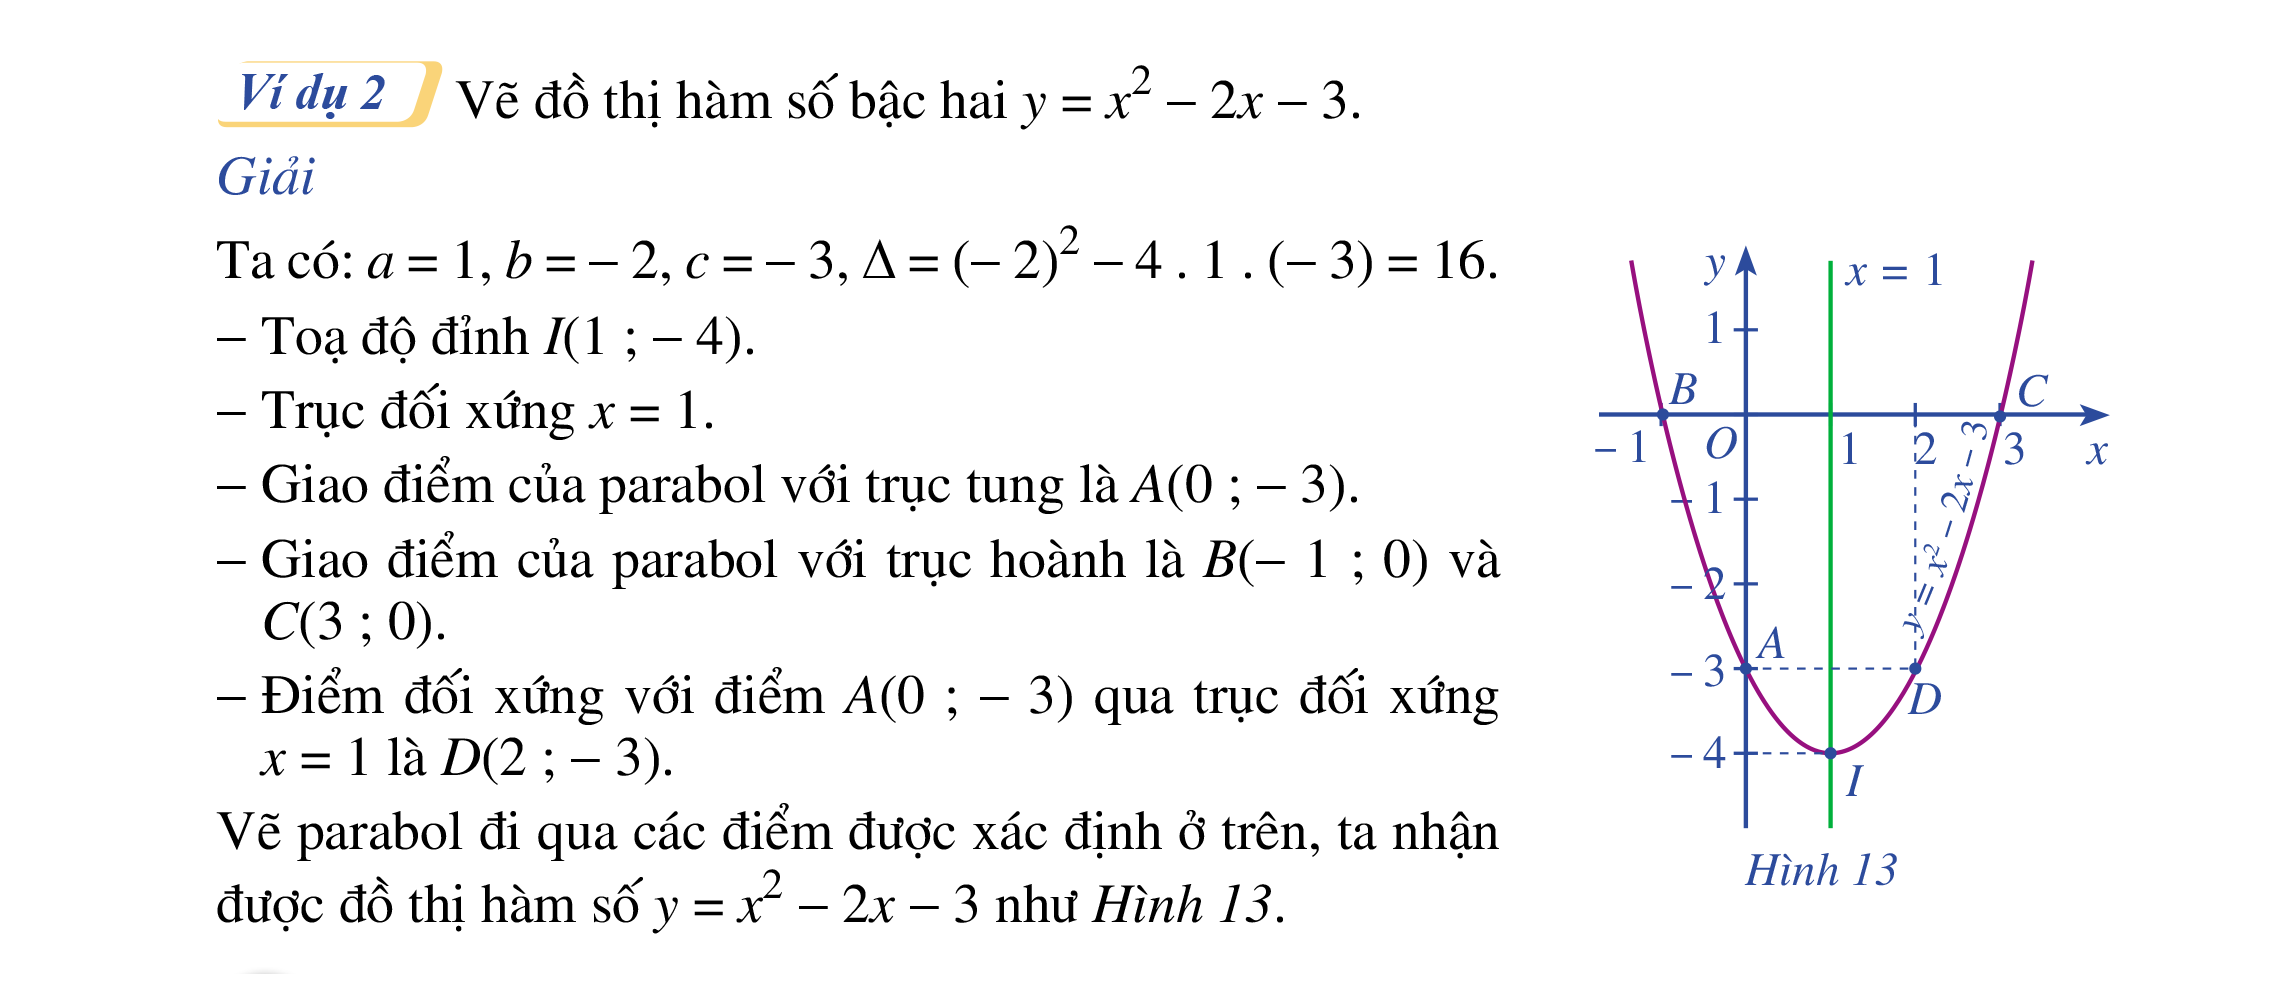 Ví dụ 2 Vẽ đồ thị hàm số bậc hai y = x² – 2x – 3.
Giải
Ta có: a = 1, b = – 2, c = – 3, Δ = (– 2)² – 4 . 1 . (– 3) = 16.
– Toạ độ đỉnh I(1 ; – 4).
– Trục đối xứng x = 1.
– Giao điểm của parabol với trục tung là A(0 ; – 3).
– Giao điểm của parabol với trục hoành là B(– 1 ; 0) và
C(3 ; 0).
– Điểm đối xứng với điểm A(0 ; – 3) qua trục đối xứng
x = 1 là D(2 ; – 3).
Vẽ parabol đi qua các điểm được xác định ở trên, ta nhận
được đồ thị hàm số y = x² – 2x – 3 như Hình 13.
y
x = 1
1
B
C
– 1
O
1
2
3
x
– 1
– 2
y = x² – 2x – 3
A
– 3
D
– 4
I
Hình 13